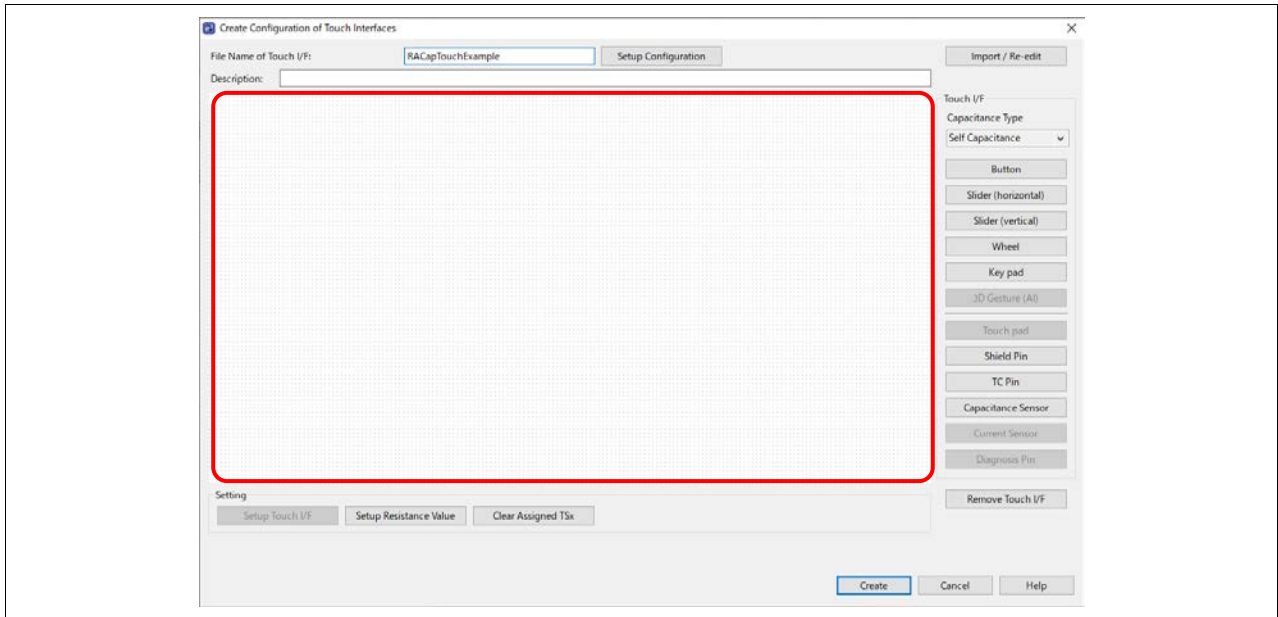 Create Configuration of Touch Interfaces
File Name of Touch I/F: RACapTouchExample Setup Configuration Import / Re-edit
Description:
Touch I/F
Capacitance Type
Self Capacitance
Button
Slider (horizontal)
Slider (vertical)
Wheel
Key pad
3D Gesture (AI)
Touch pad
Shield Pin
TC Pin
Capacitance Sensor
Current Sensor
Diagnosis Pin
Setting
Setup Touch I/F Setup Resistance Value Clear Assigned TSx
Remove Touch I/F
Create Cancel Help